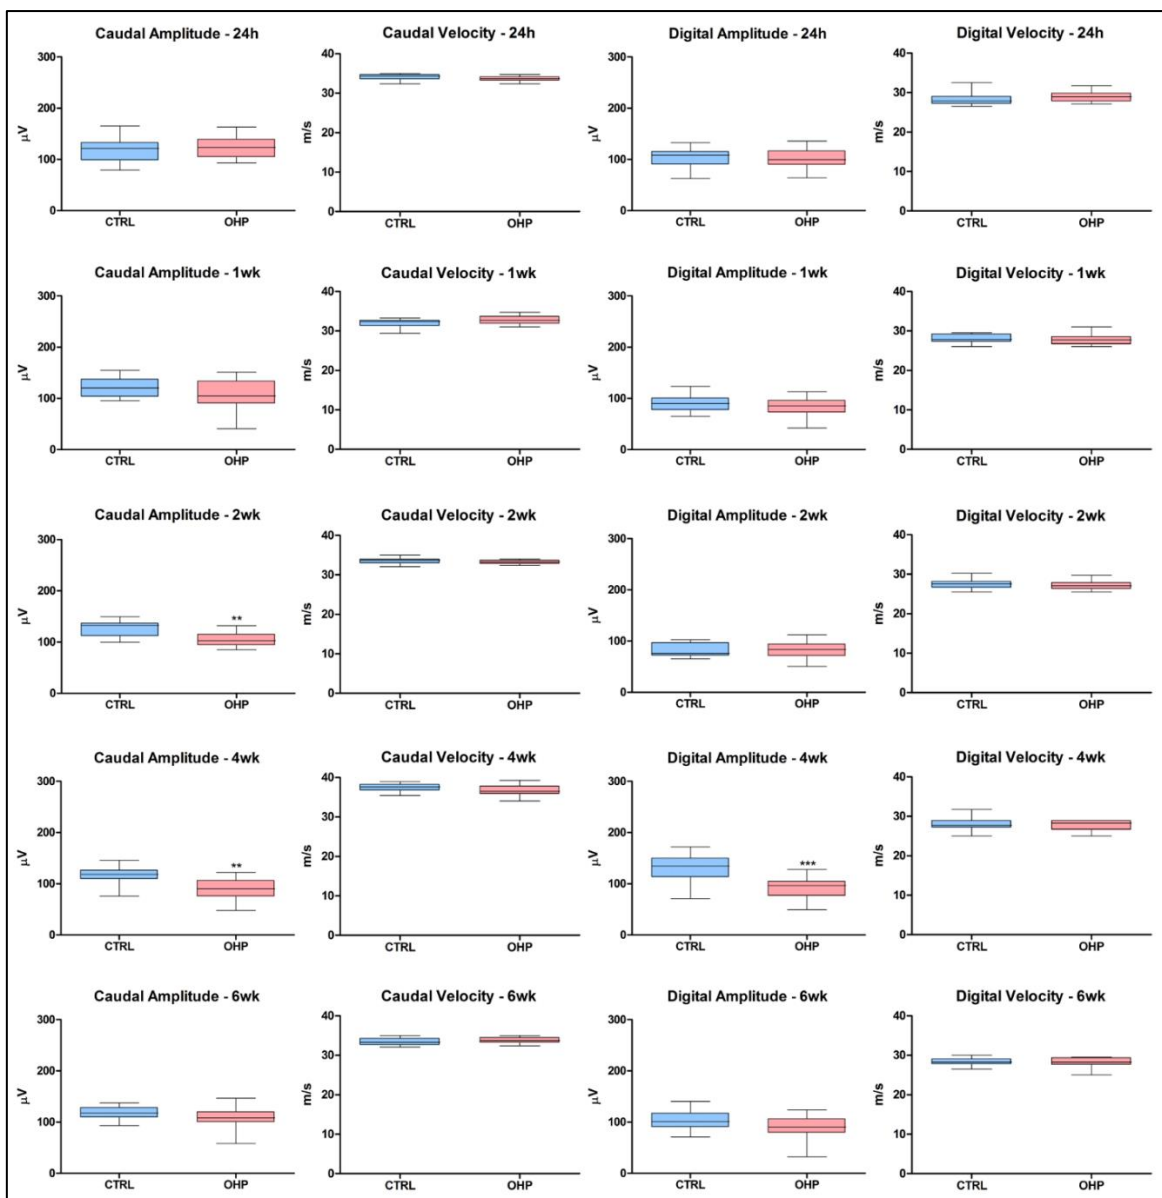 Caudal Amplitude - 24h
300
200
µV
100
0
CTRL OHP
Caudal Velocity - 24h
40
30
m/s
20
10
0
CTRL OHP
Digital Amplitude - 24h
300
200
µV
100
0
CTRL OHP
Digital Velocity - 24h
40
30
m/s
20
10
0
CTRL OHP
Caudal Amplitude - 1wk
300
200
µV
100
0
CTRL OHP
Caudal Velocity - 1wk
40
30
m/s
20
10
0
CTRL OHP
Digital Amplitude - 1wk
300
200
µV
100
0
CTRL OHP
Digital Velocity - 1wk
40
30
m/s
20
10
0
CTRL OHP
Caudal Amplitude - 2wk
300
200
µV
**
100
0
CTRL OHP
Caudal Velocity - 2wk
40
30
m/s
20
10
0
CTRL OHP
Digital Amplitude - 2wk
300
200
µV
100
0
CTRL OHP
Digital Velocity - 2wk
40
30
m/s
20
10
0
CTRL OHP
Caudal Amplitude - 4wk
300
200
µV
**
100
0
CTRL OHP
Caudal Velocity - 4wk
40
30
m/s
20
10
0
CTRL OHP
Digital Amplitude - 4wk
300
200
µV
***
100
0
CTRL OHP
Digital Velocity - 4wk
40
30
m/s
20
10
0
CTRL OHP
Caudal Amplitude - 6wk
300
200
µV
100
0
CTRL OHP
Caudal Velocity - 6wk
40
30
m/s
20
10
0
CTRL OHP
Digital Amplitude - 6wk
300
200
µV
100
0
CTRL OHP
Digital Velocity - 6wk
40
30
m/s
20
10
0
CTRL OHP